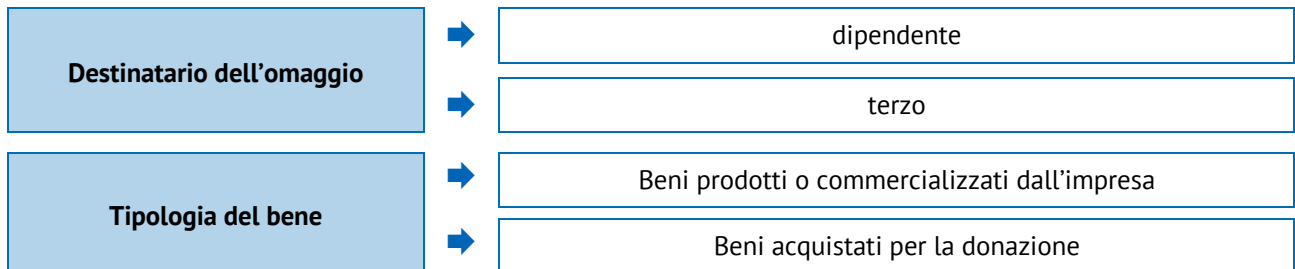 Destinatario dell’omaggio
dipendente
terzo
Tipologia del bene
Beni prodotti o commercializzati dall’impresa
Beni acquistati per la donazione